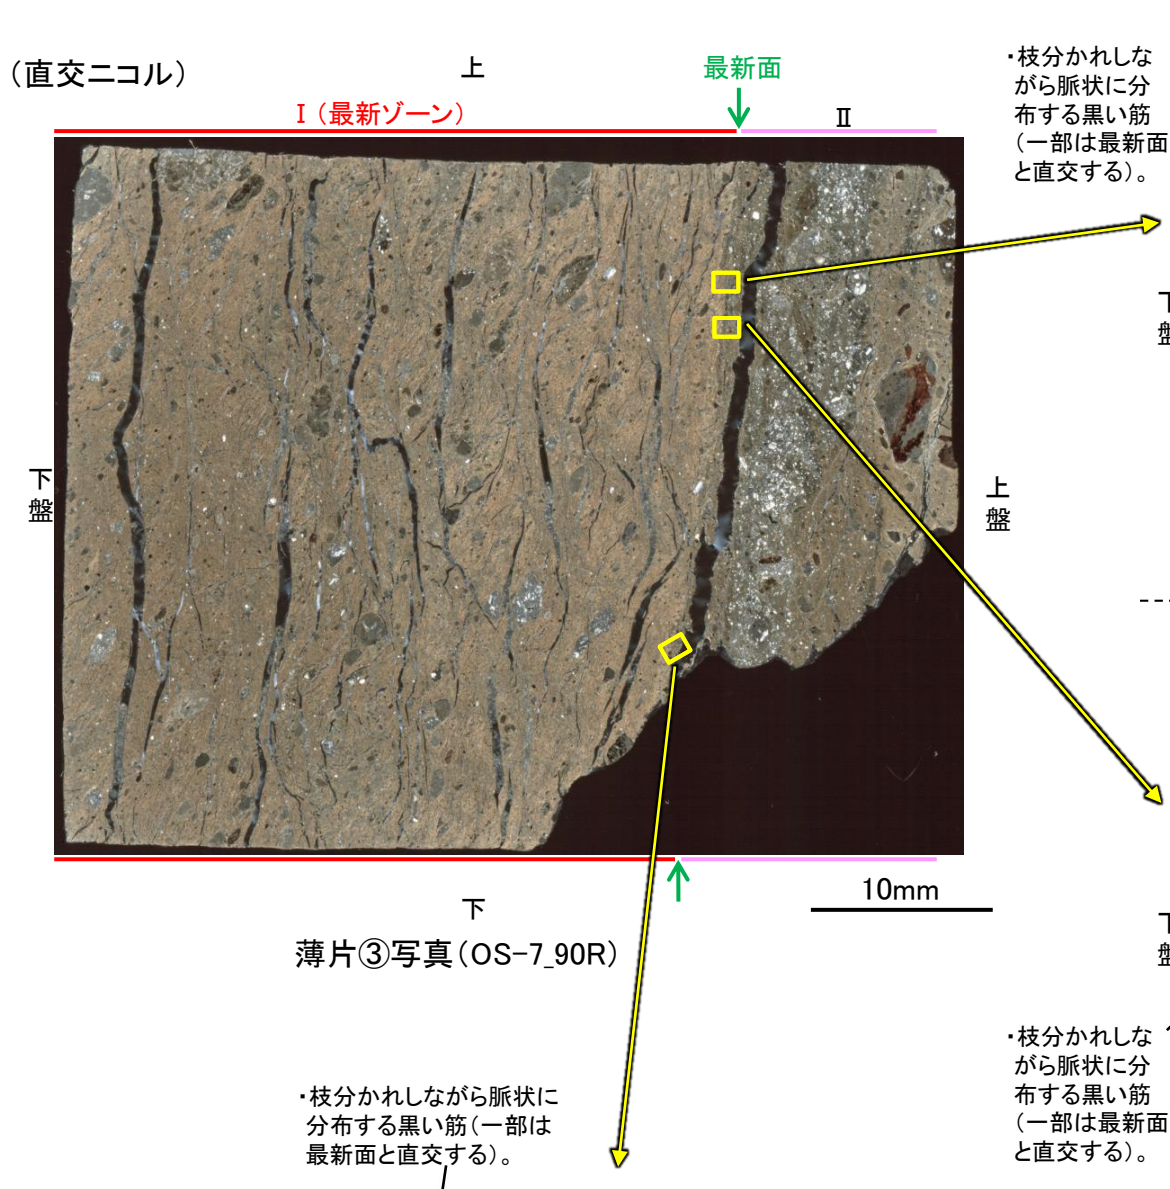 （直交ニコル）
上
最新面
Ⅰ（最新ゾーン）
Ⅱ
・枝分かれしな
がら脈状に分
布する黒い筋
（一部は最新面
と直交する）。
下
盤
下
盤
上
盤
10mm
下
薄片③写真（OS-7_90R）
下
盤
・枝分かれしながら脈状に
分布する黒い筋（一部は
最新面と直交する）。
・枝分かれしな
がら脈状に分
布する黒い筋
（一部は最新面
と直交する）。